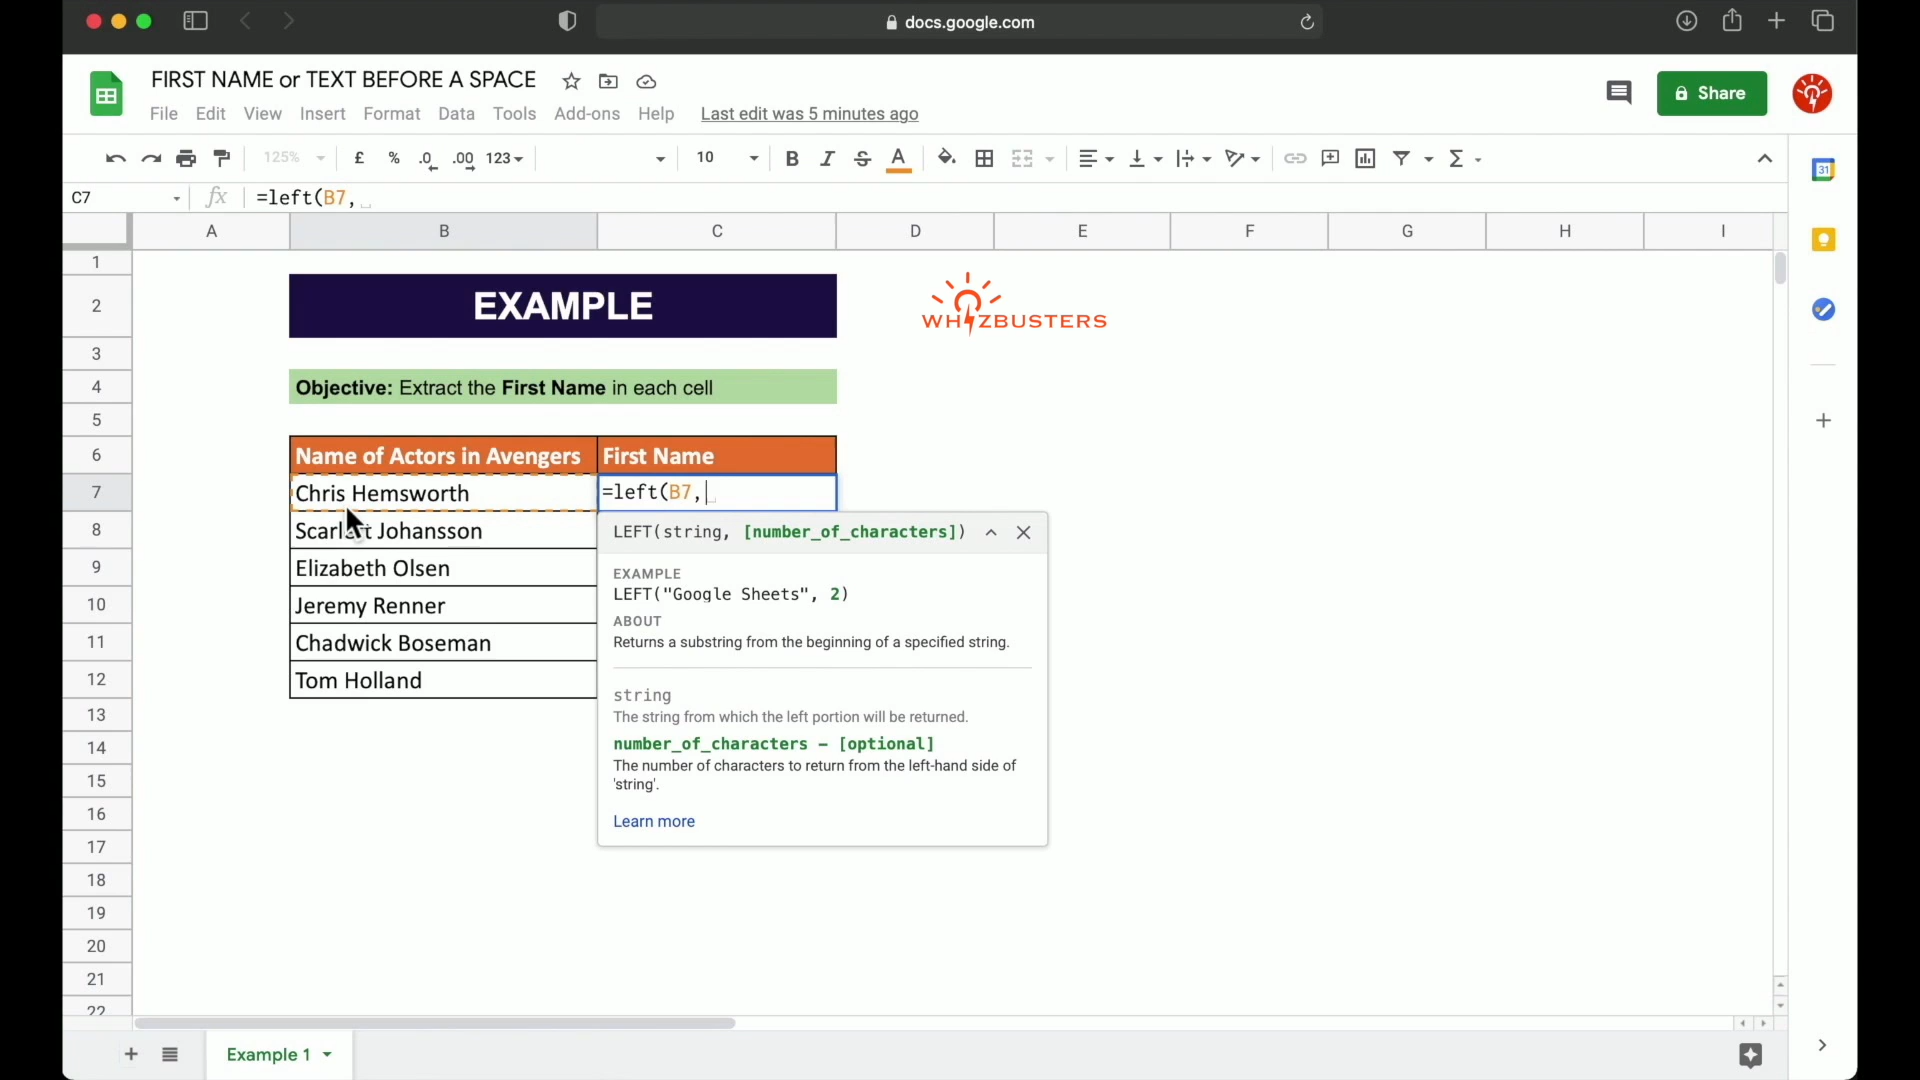 docs.google.com
FIRST NAME or TEXT BEFORE A SPACE
File Edit View Insert Format Data Tools Add-ons Help Last edit was 5 minutes ago
Share
125% £ % .0 .00 123 10 B I S A Σ
31
C7 fx =left(B7,
A B C D E F G H I
1
2 EXAMPLE
WHIZBUSTERS
3
4 Objective: Extract the First Name in each cell
5
6 Name of Actors in Avengers First Name
7 Chris Hemsworth =left(B7,
8 Scarlett Johansson
9 Elizabeth Olsen
10 Jeremy Renner
11 Chadwick Boseman
12 Tom Holland
13
14
15
16
17
18
19
20
21
22
LEFT(string, [number_of_characters])
EXAMPLE
LEFT("Google Sheets", 2)
ABOUT
Returns a substring from the beginning of a specified string.
string
The string from which the left portion will be returned.
number_of_characters – [optional]
The number of characters to return from the left-hand side of
'string'.
Learn more
Example 1